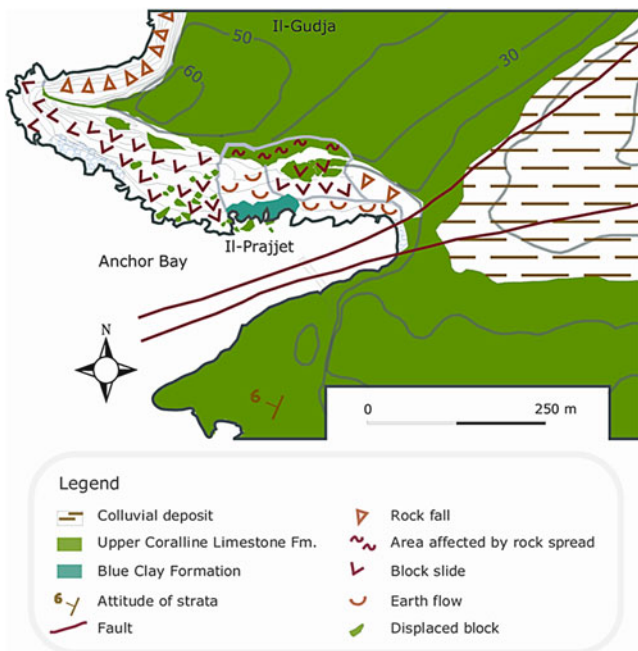 Il-Gudja
50
60
30
Il-Prajjet
Anchor Bay
N
6
0 250 m
Legend
Colluvial deposit
Upper Coralline Limestone Fm.
Blue Clay Formation
6 Attitude of strata
Fault
Rock fall
Area affected by rock spread
Block slide
Earth flow
Displaced block